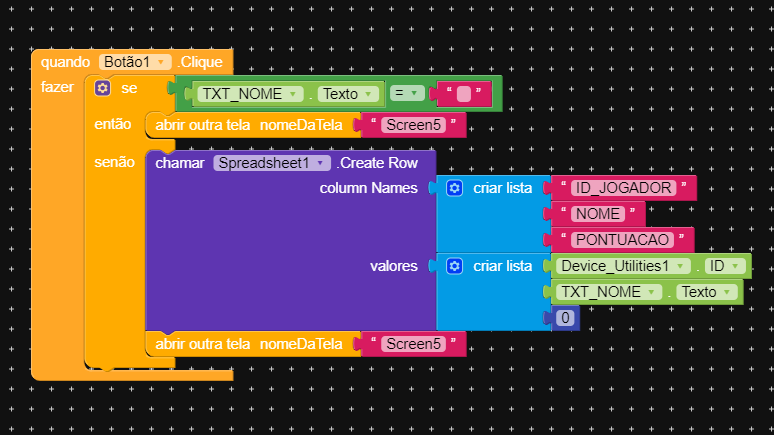 quando Botão1 .Clique
fazer se TXT_NOME . Texto = “ ”
então abrir outra tela nomeDaTela “ Screen5 ”
senão chamar Spreadsheet1 .Create Row
column Names criar lista “ ID_JOGADOR ”
“ NOME ”
“ PONTUACAO ”
valores criar lista Device_Utilities1 . ID
TXT_NOME . Texto
0
abrir outra tela nomeDaTela “ Screen5 ”